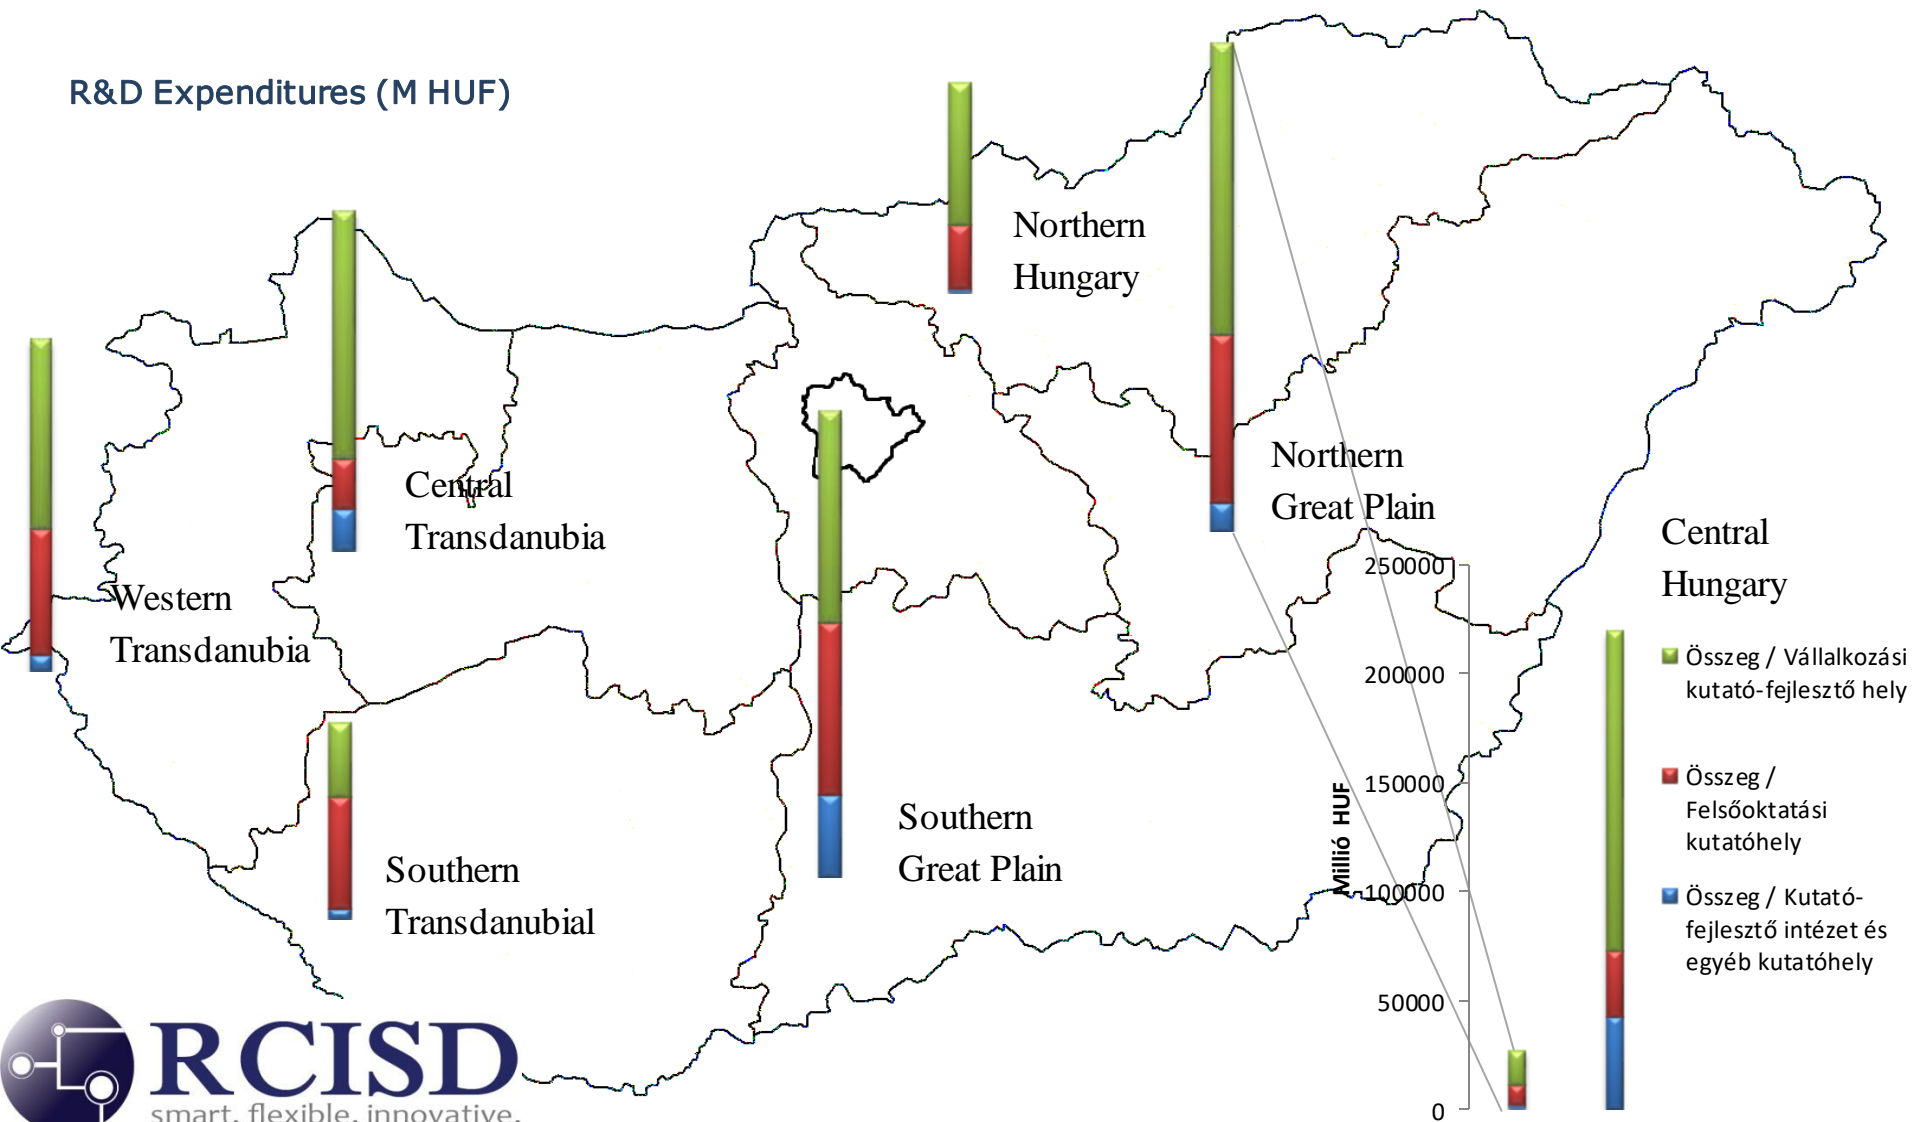 R&D Expenditures (M HUF)
Northern
Hungary
Northern
Great Plain
Central
Transdanubia
Western
Transdanubia
Southern
Transdanubial
Southern
Great Plain
Central
Hungary
250000
200000
150000
100000
50000
0
Millió HUF
Összeg / Vállalkozási
kutató-fejlesztő hely
Összeg /
Felsőoktatási
kutatóhely
Összeg / Kutató-
fejlesztő intézet és
egyéb kutatóhely
RCISD
smart. flexible. innovative.